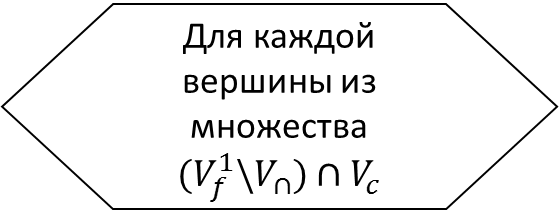 Для каждой
вершины из
множества
(V_f^1\V_∩) ∩ V_c